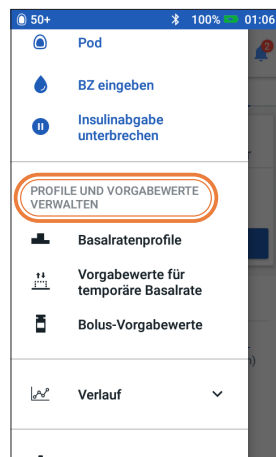 50+ 100% 01:06
Pod
2
BZ eingeben
Insulinabgabe
unterbrechen
PROFILE UND VORGABEWERTE
VERWALTEN
Basalratenprofile
Vorgabewerte für
temporäre Basalrate
Bolus-Vorgabewerte
Verlauf